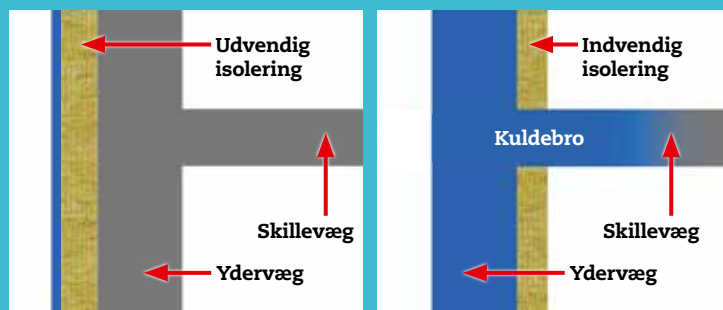 Udvendig
isolering
Skillevæg
Ydervæg
Indvendig
isolering
Kuldebro
Skillevæg
Ydervæg